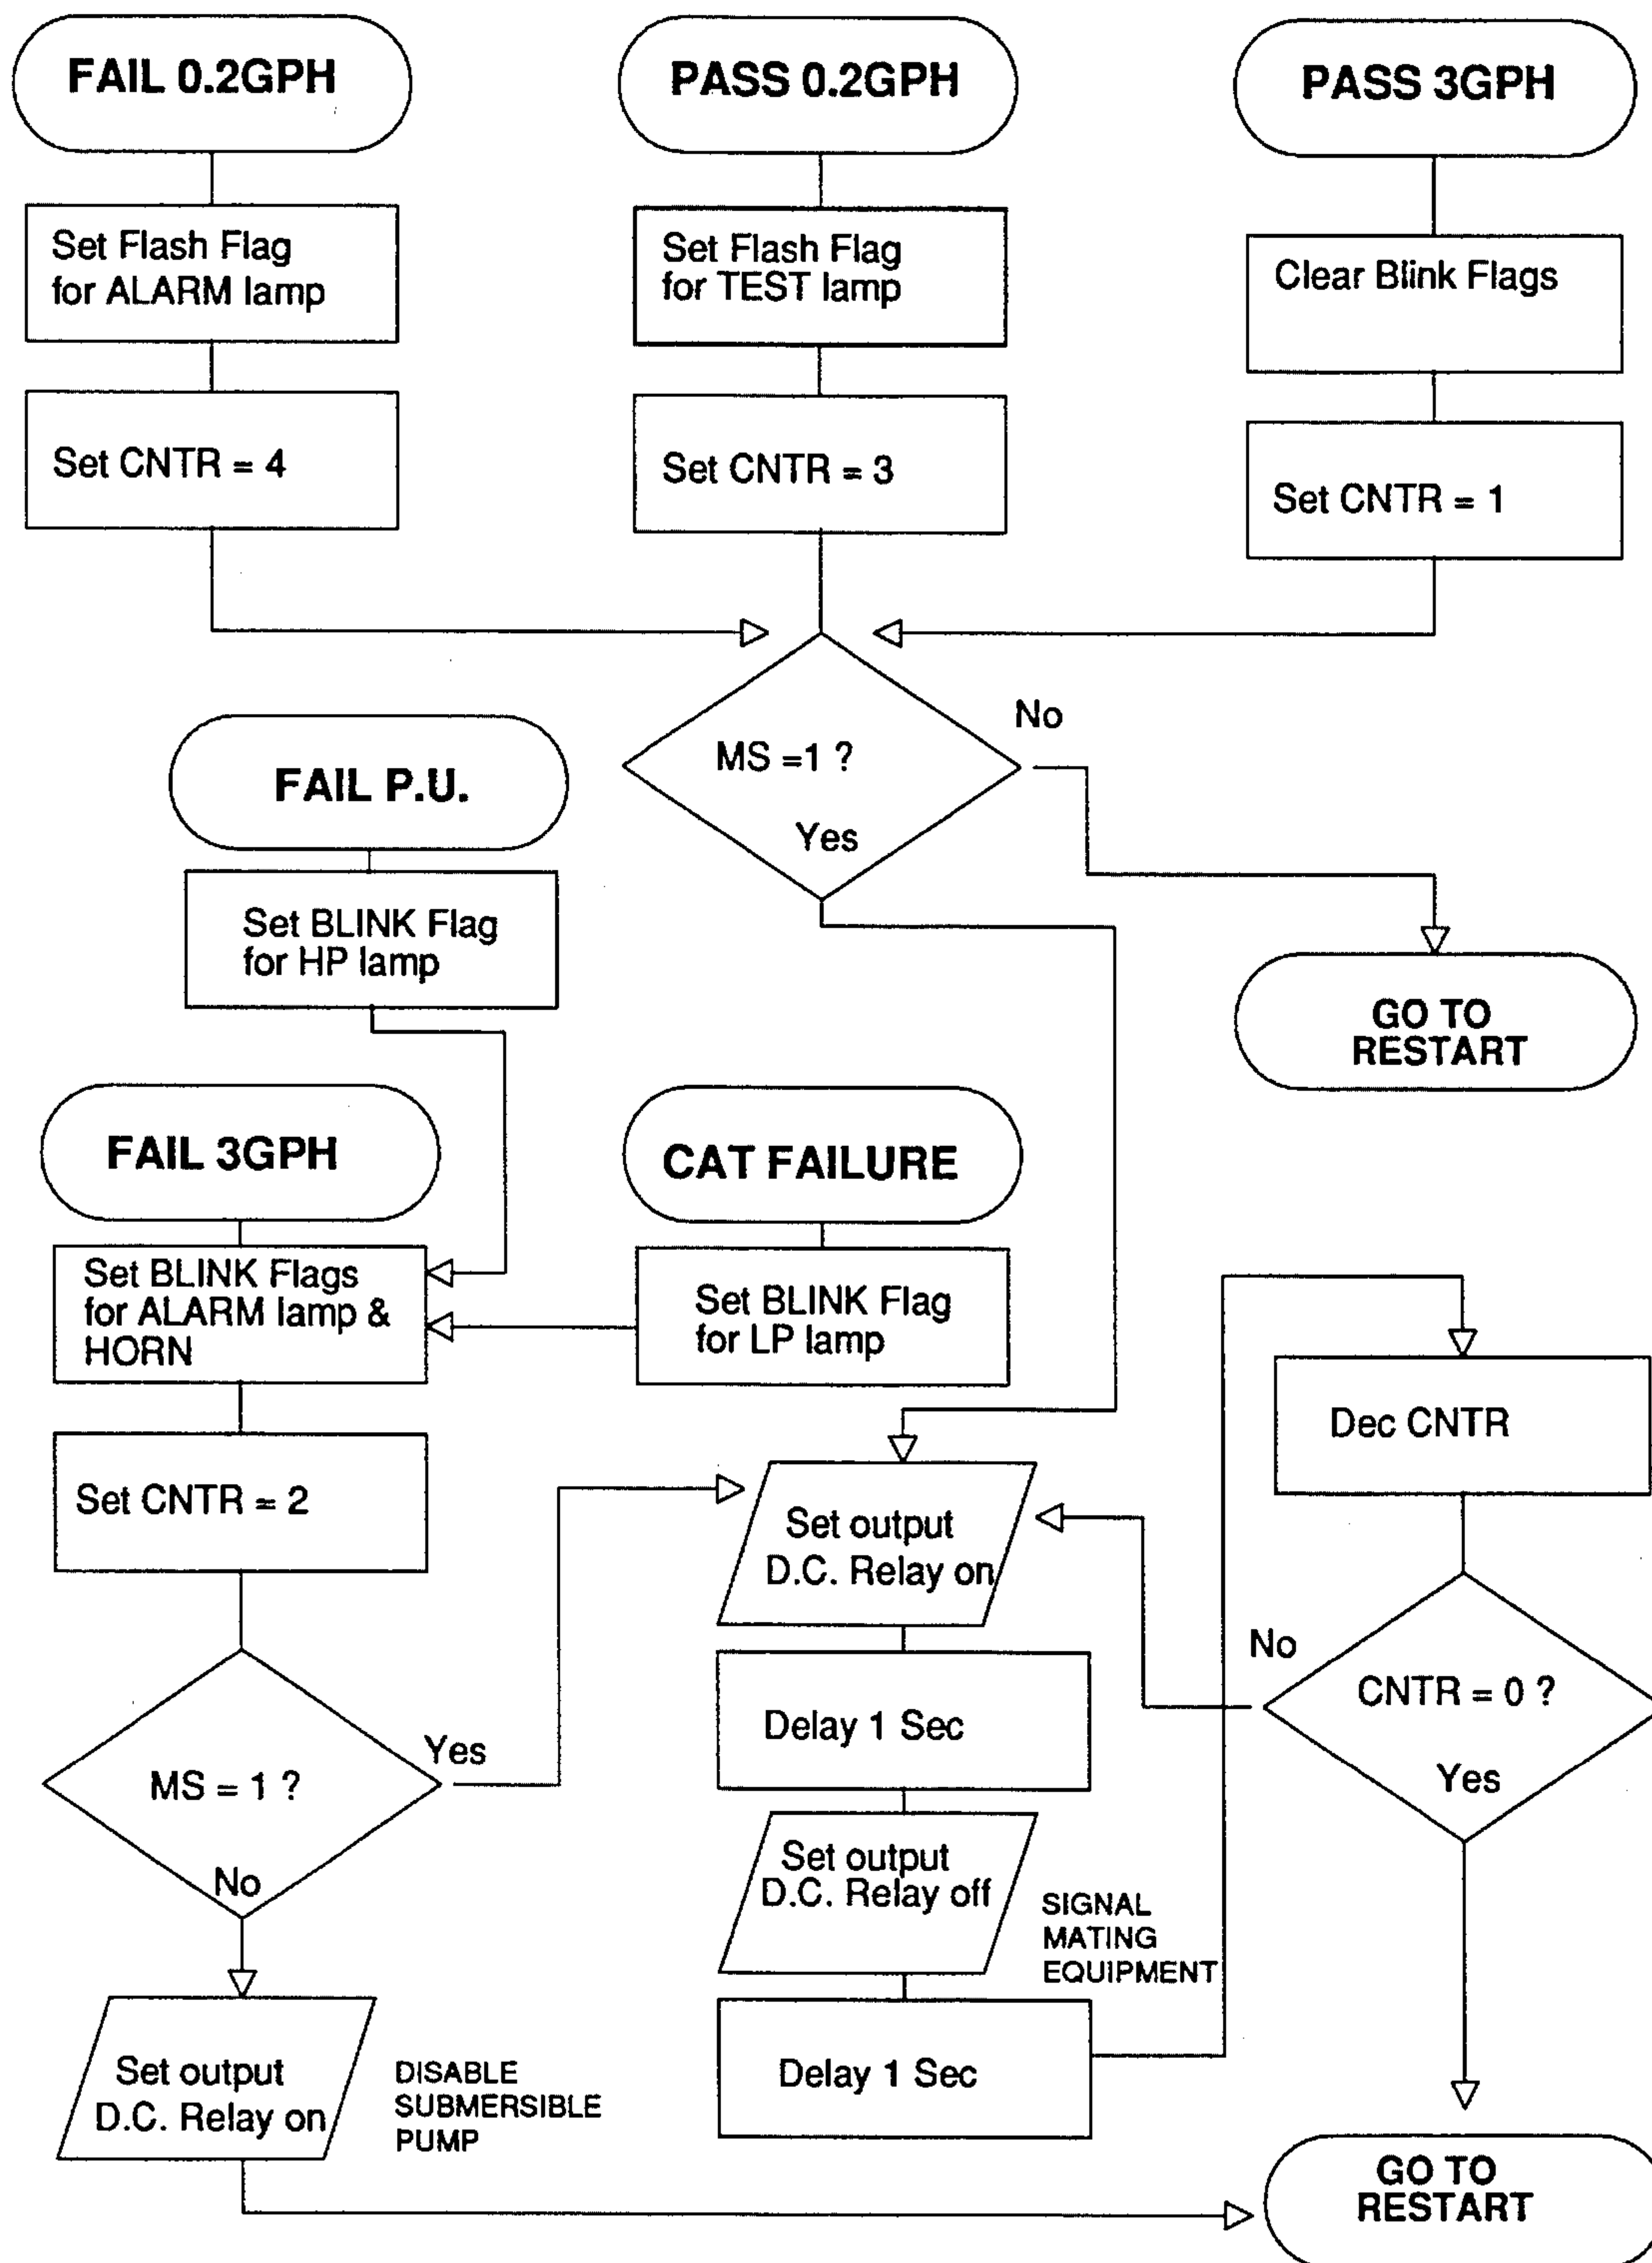 FAIL 0.2GPH
Set Flash Flag
for ALARM lamp
Set CNTR = 4
PASS 0.2GPH
Set Flash Flag
for TEST lamp
Set CNTR = 3
PASS 3GPH
Clear Blink Flags
Set CNTR = 1
MS =1 ?
No
Yes
GO TO
RESTART
FAIL P.U.
Set BLINK Flag
for HP lamp
FAIL 3GPH
Set BLINK Flags
for ALARM lamp &
HORN
Set CNTR = 2
MS = 1 ?
Yes
No
Set output
D.C. Relay on
DISABLE
SUBMERSIBLE
PUMP
CAT FAILURE
Set BLINK Flag
for LP lamp
Set output
D.C. Relay on
Delay 1 Sec
Set output
D.C. Relay off
SIGNAL
MATING
EQUIPMENT
Delay 1 Sec
Dec CNTR
No
CNTR = 0 ?
Yes
GO TO
RESTART